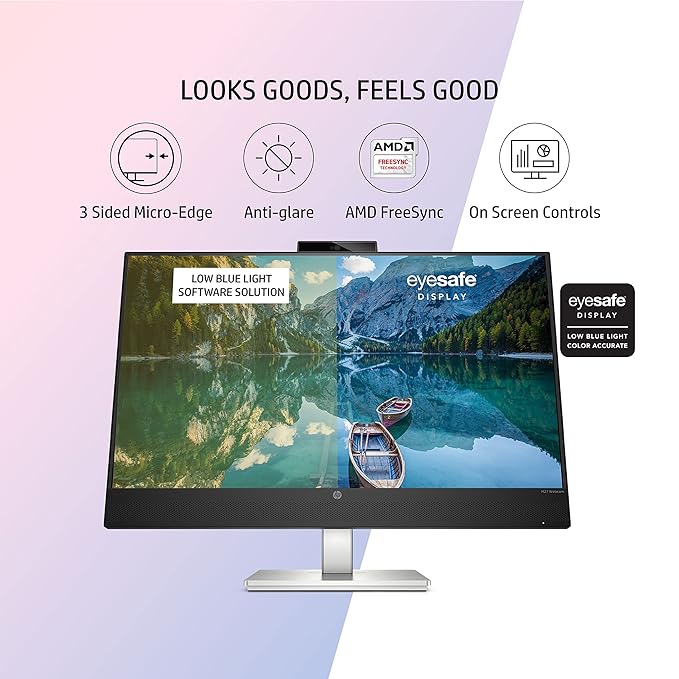 LOOKS GOODS, FEELS GOOD
AMD
FREESYNC
TECHNOLOGY
3 Sided Micro-Edge
Anti-glare
AMD FreeSync
On Screen Controls
LOW BLUE LIGHT
SOFTWARE SOLUTION
eyesafe®
DISPLAY
eyesafe®
DISPLAY
LOW BLUE LIGHT
COLOR ACCURATE
hp
M27 Webcam